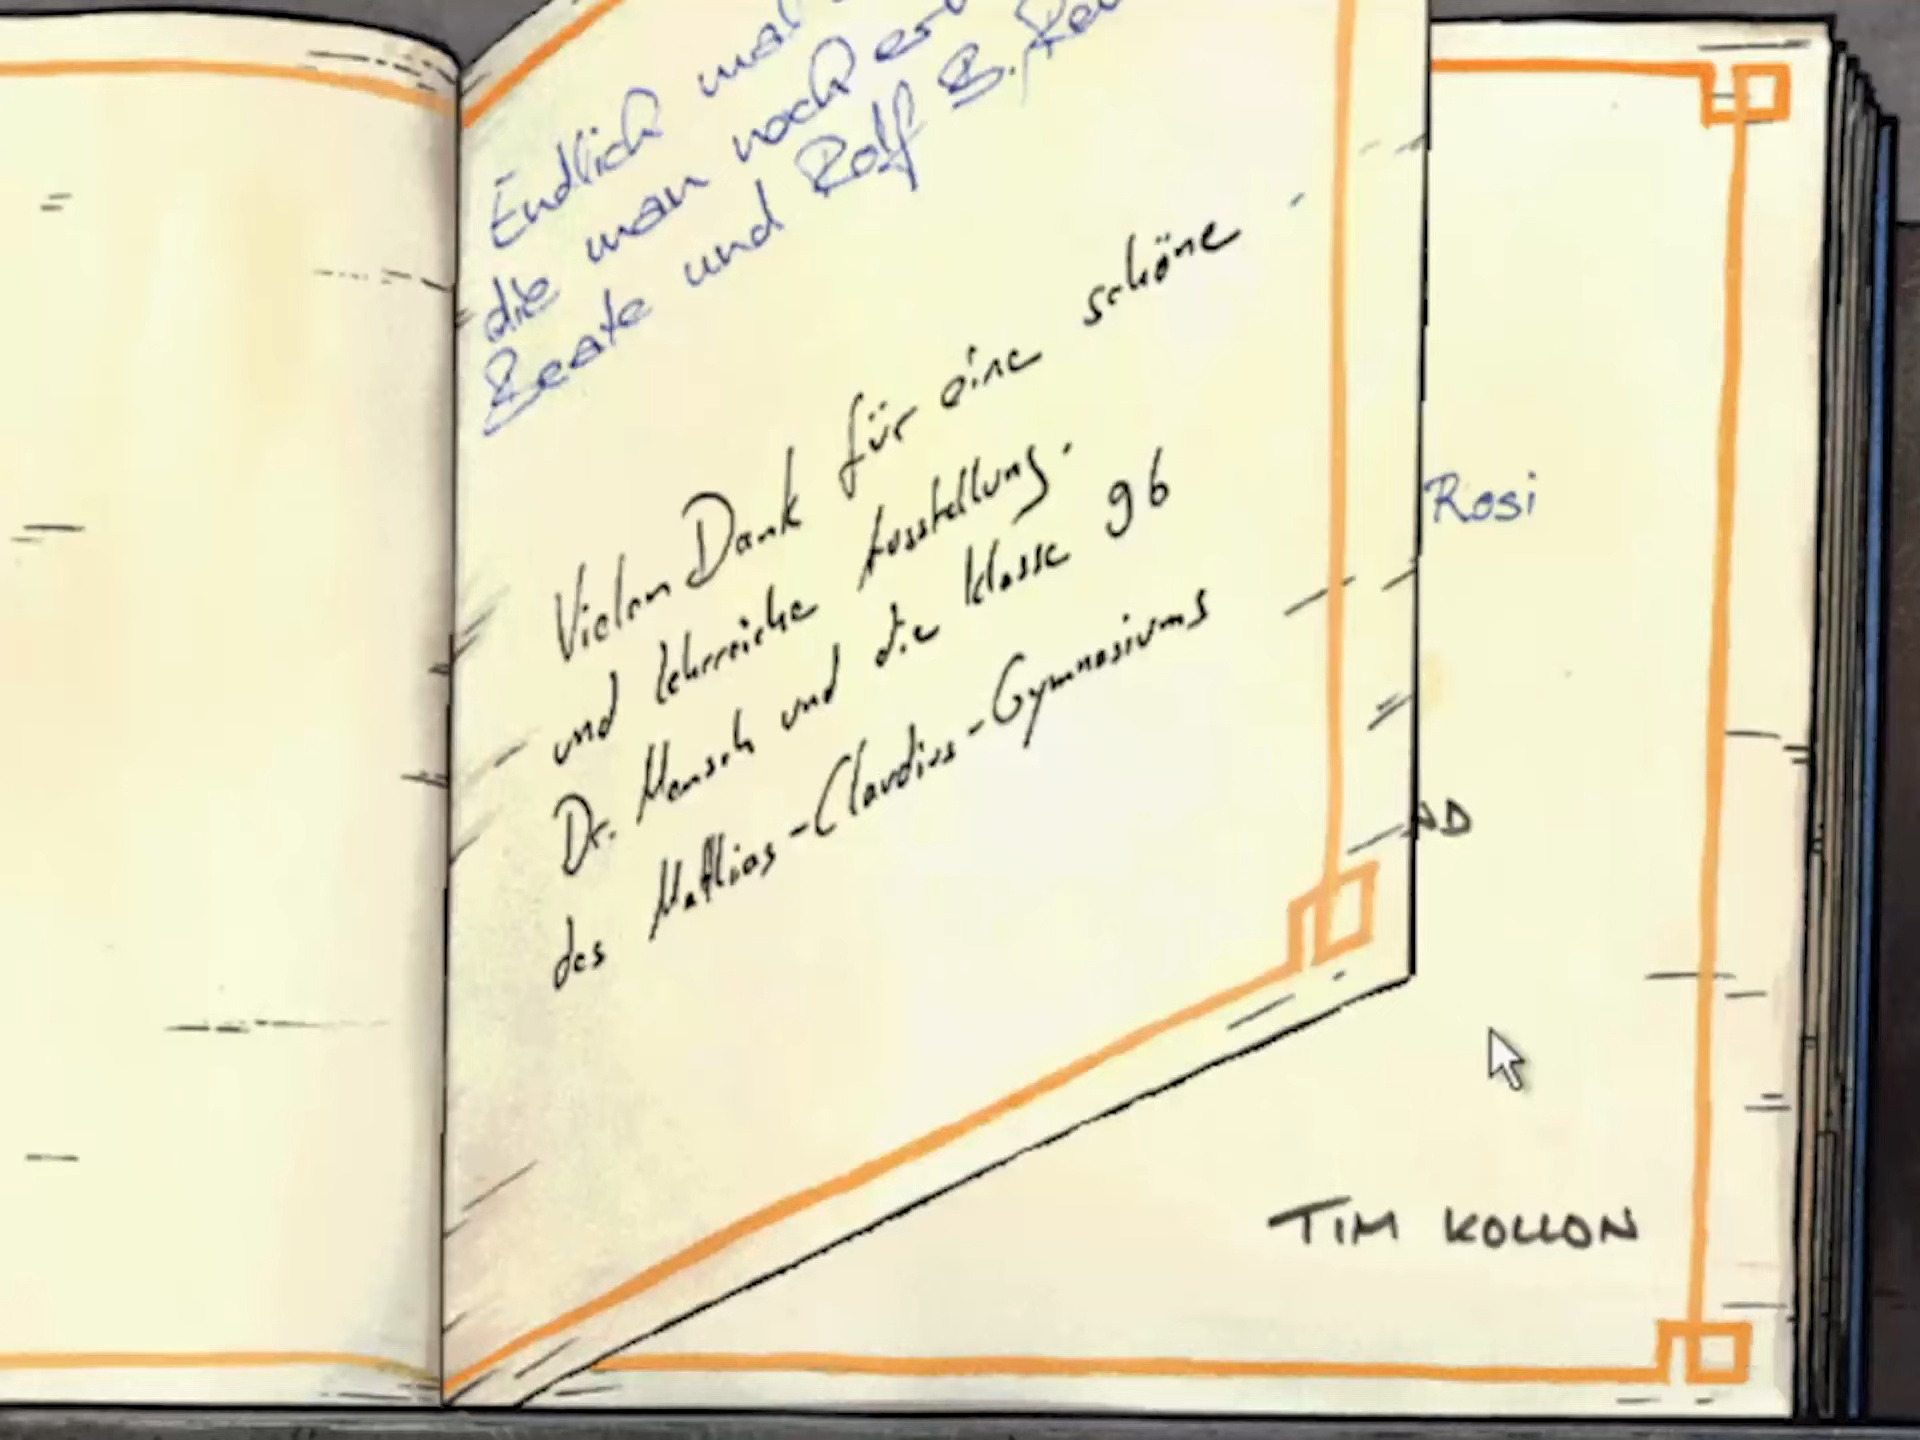 Endlich mal
die man noch
Beate und Rolf B.
Vielen Dank für eine schöne
und lehrreiche Ausstellung.
Dr. Mensch und die Klasse 9b
des Matthias-Claudius-Gymnasiums
Rosi
TIM KOLLON